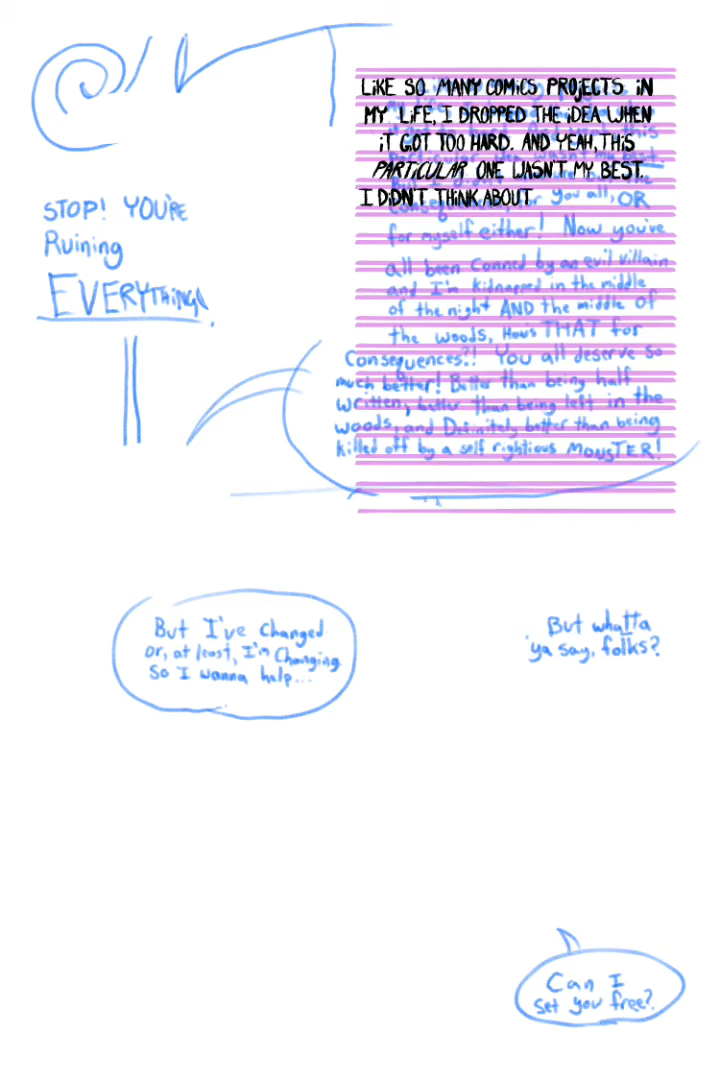 STOP! YOU'RE
Ruining
EVERYTHING!
LiKE SO MANY COMiCS PROJECTS iN
MY LiFE, I DROPPED THE iDEA WHEN
iT GOT TOO HARD. AND YEAH, THiS
PARTiCULAR ONE WASN'T MY BEST.
I DiDN'T THiNK ABOUT
for you all, OR
for myself either! Now you've
all been Conned by an evil villain
and I'm kidnapped in the middle
of the night AND the middle of
the woods, How's THAT for
Consequences?! You all deserve so
much better! Better than being half
written, better than being left in the
woods, and Definitely better than being
killed off by a self rightious MONSTER!
But I've Changed
or, at least, I'm Changing
So I wanna help...
But whatta
'ya say, folks?
Can I
set you free?